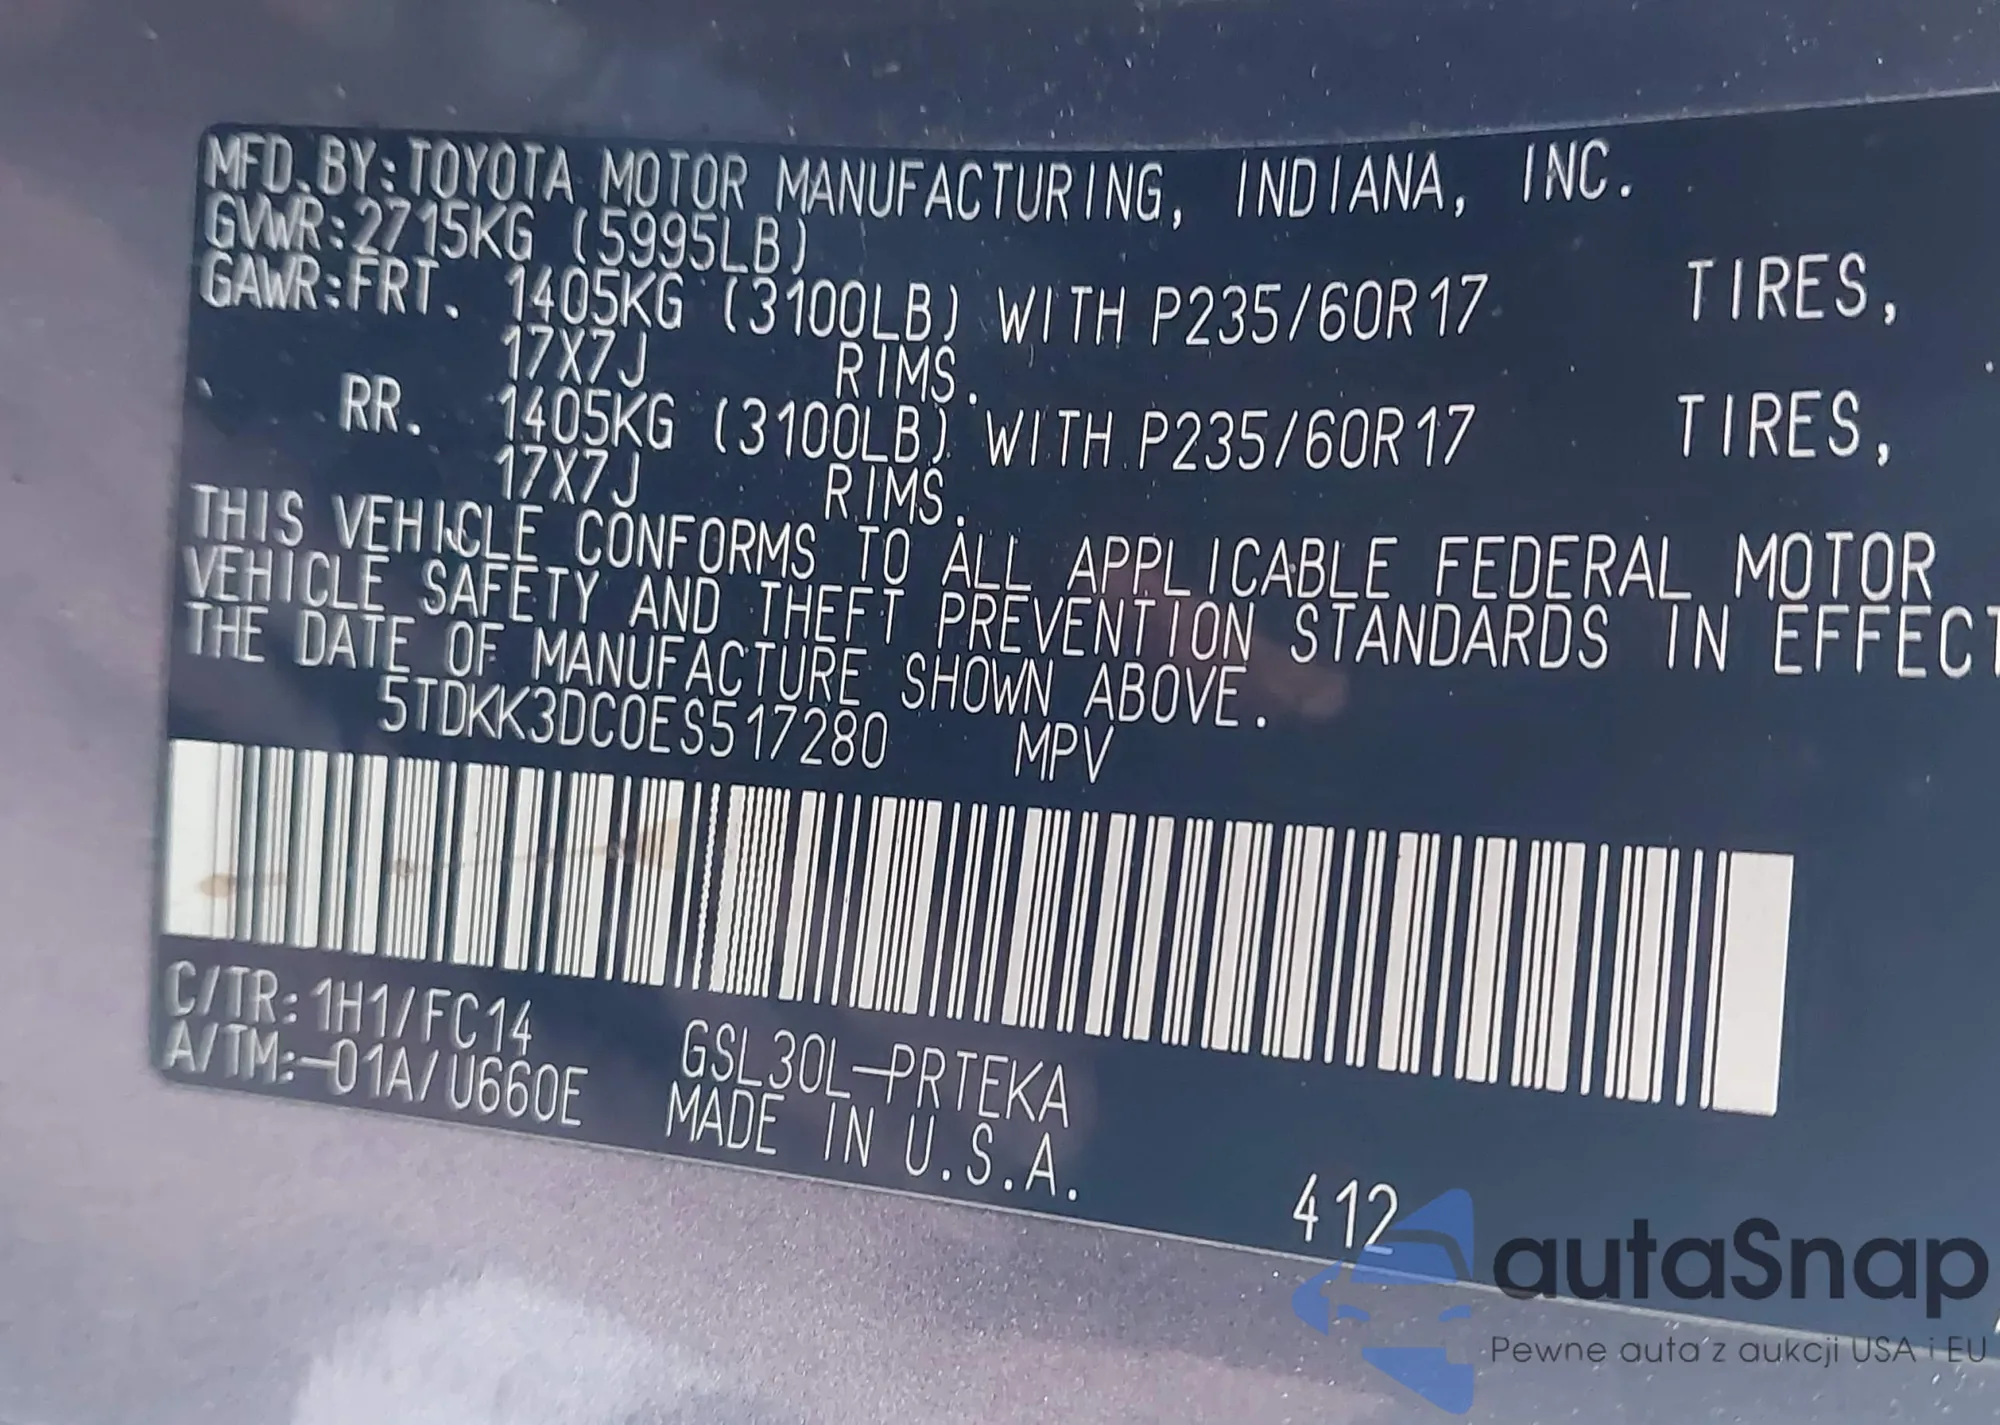 MFD.BY:TOYOTA MOTOR MANUFACTURING, INDIANA, INC.
GVWR:2715KG (5995LB)
GAWR:FRT. 1405KG (3100LB) WITH P235/60R17 TIRES,
17X7J RIMS.
RR. 1405KG (3100LB) WITH P235/60R17 TIRES,
17X7J RIMS.
THIS VEHICLE CONFORMS TO ALL APPLICABLE FEDERAL MOTOR
VEHICLE SAFETY AND THEFT PREVENTION STANDARDS IN EFFECT
THE DATE OF MANUFACTURE SHOWN ABOVE.
5TDKK3DC0ES517280 MPV
C/TR: 1H1/FC14 GSL30L-PRTEKA
A/TM:-01A/U660E MADE IN U.S.A.
412
autaSnap
Pewne auta z aukcji USA i EU